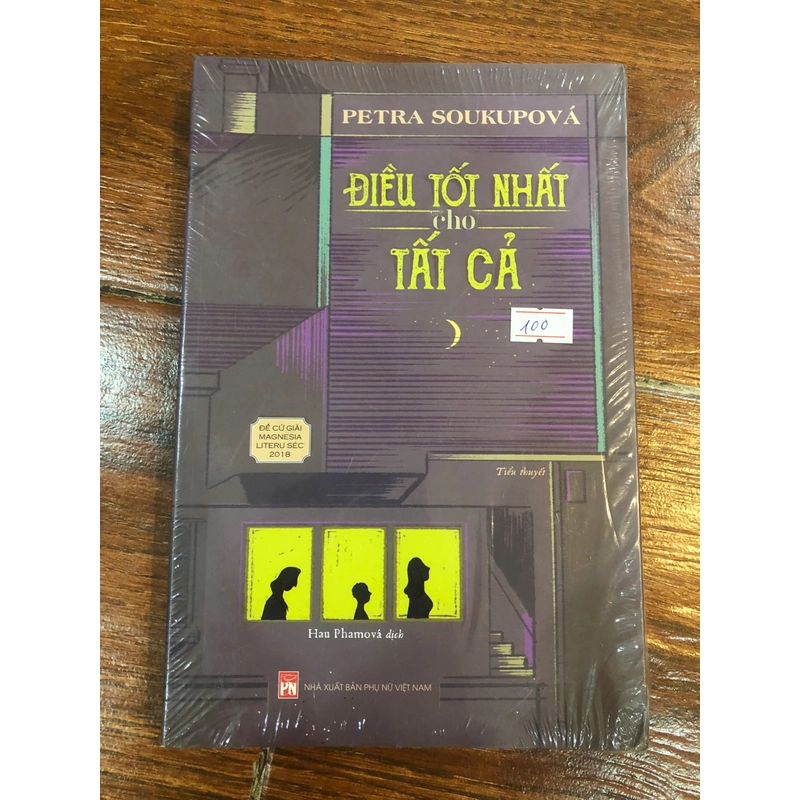 PETRA SOUKUPOVÁ
ĐIỀU TỐT NHẤT
cho
TẤT CẢ
100
ĐỀ CỬ GIẢI
MAGNESIA
LITERU SÉC
2018
Tiểu thuyết
Hau Phamová dịch
PN NHÀ XUẤT BẢN PHỤ NỮ VIỆT NAM